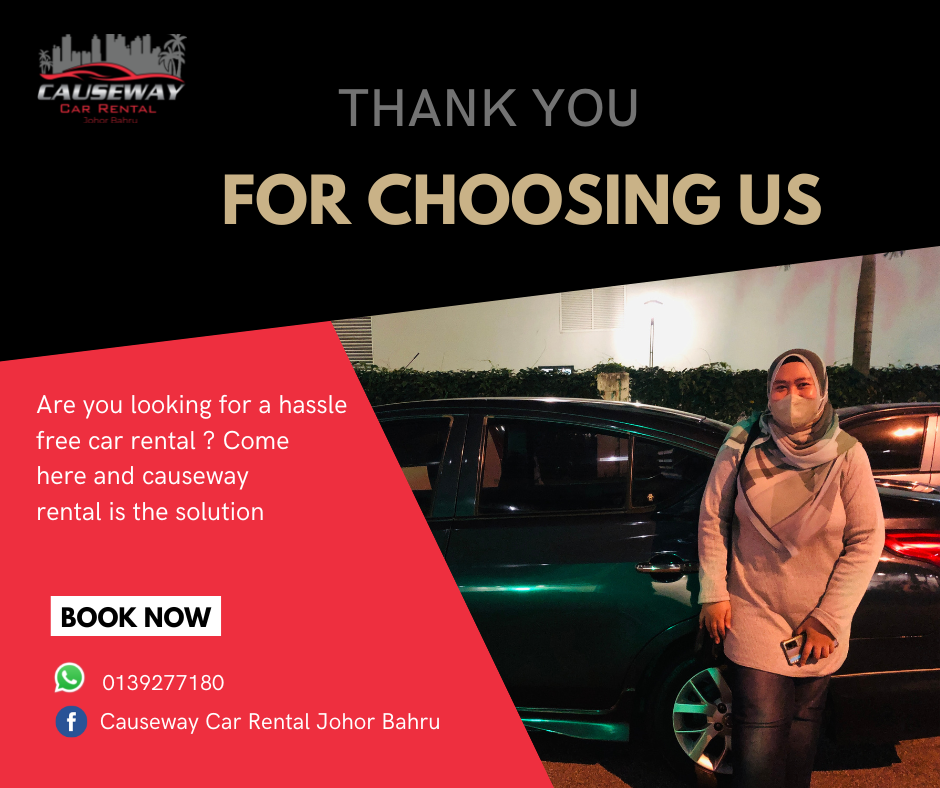 CAUSEWAY
CAR RENTAL
Johor Bahru
THANK YOU
FOR CHOOSING US
Are you looking for a hassle
free car rental ? Come
here and causeway
rental is the solution
BOOK NOW
0139277180
Causeway Car Rental Johor Bahru